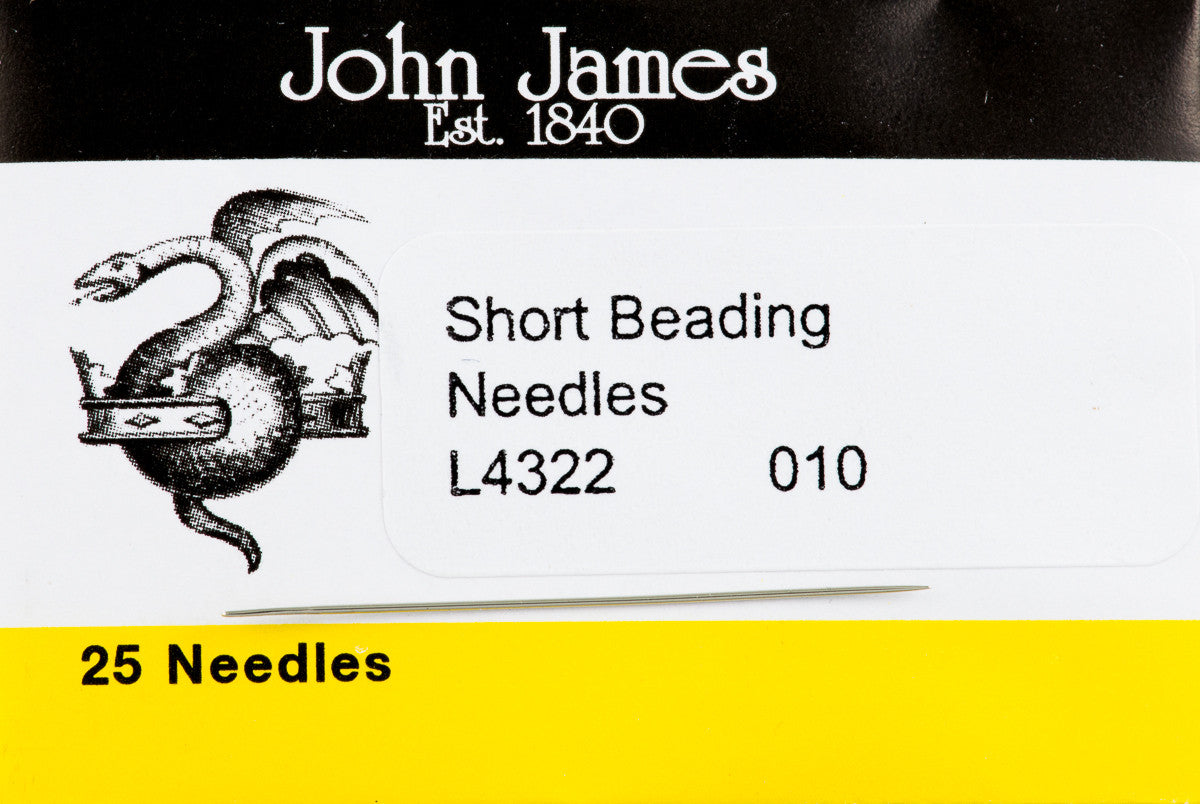 John James
Est. 1840
Short Beading
Needles
L4322 010
25 Needles